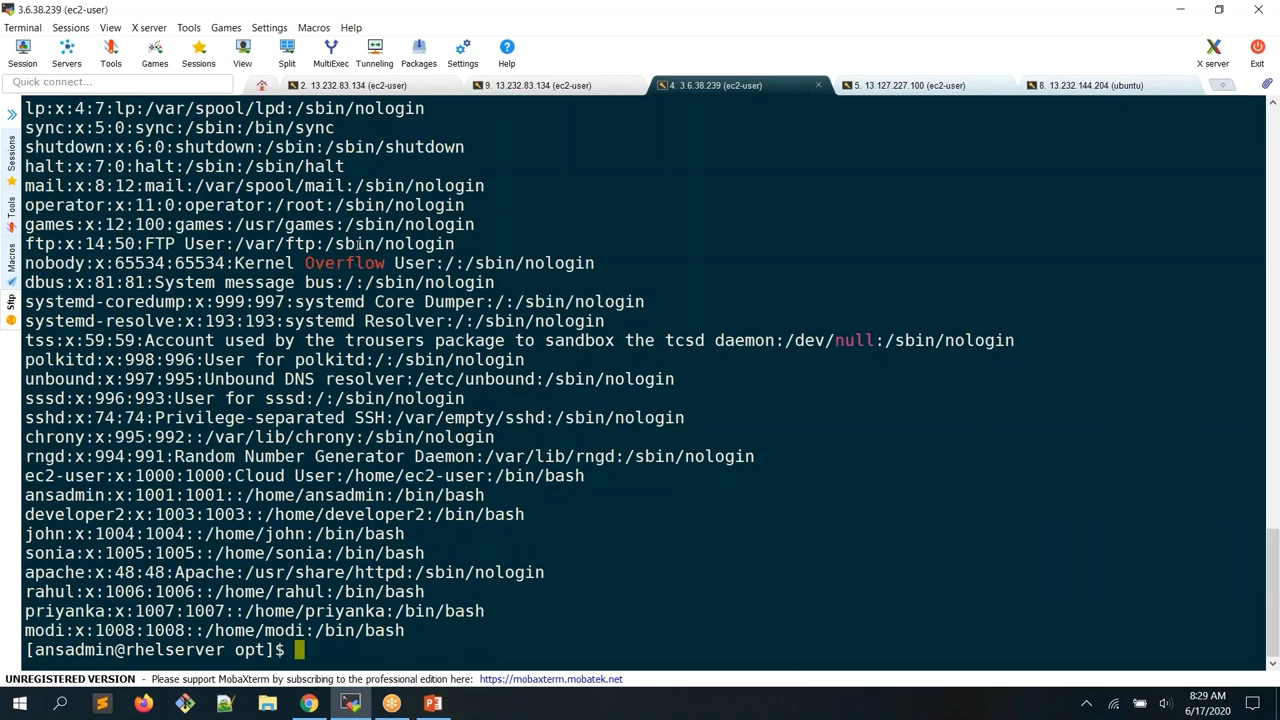 3.6.38.239 (ec2-user)
Terminal Sessions View X server Tools Games Settings Macros Help
Session Servers Tools Games Sessions View Split MultiExec Tunneling Packages Settings Help X server Exit
Quick connect... 2. 13.232.83.134 (ec2-user) 9. 13.232.83.134 (ec2-user) 4. 3.6.38.239 (ec2-user) 5. 13.127.227.100 (ec2-user) 8. 13.232.144.204 (ubuntu)
Sessions
Tools
Macros
Sftp
lp:x:4:7:lp:/var/spool/lpd:/sbin/nologin
sync:x:5:0:sync:/sbin:/bin/sync
shutdown:x:6:0:shutdown:/sbin:/sbin/shutdown
halt:x:7:0:halt:/sbin:/sbin/halt
mail:x:8:12:mail:/var/spool/mail:/sbin/nologin
operator:x:11:0:operator:/root:/sbin/nologin
games:x:12:100:games:/usr/games:/sbin/nologin
ftp:x:14:50:FTP User:/var/ftp:/sbin/nologin
nobody:x:65534:65534:Kernel Overflow User:/:/sbin/nologin
dbus:x:81:81:System message bus:/:/sbin/nologin
systemd-coredump:x:999:997:systemd Core Dumper:/:/sbin/nologin
systemd-resolve:x:193:193:systemd Resolver:/:/sbin/nologin
tss:x:59:59:Account used by the trousers package to sandbox the tcsd daemon:/dev/null:/sbin/nologin
polkitd:x:998:996:User for polkitd:/:/sbin/nologin
unbound:x:997:995:Unbound DNS resolver:/etc/unbound:/sbin/nologin
sssd:x:996:993:User for sssd:/:/sbin/nologin
sshd:x:74:74:Privilege-separated SSH:/var/empty/sshd:/sbin/nologin
chrony:x:995:992::/var/lib/chrony:/sbin/nologin
rngd:x:994:991:Random Number Generator Daemon:/var/lib/rngd:/sbin/nologin
ec2-user:x:1000:1000:Cloud User:/home/ec2-user:/bin/bash
ansadmin:x:1001:1001::/home/ansadmin:/bin/bash
developer2:x:1003:1003::/home/developer2:/bin/bash
john:x:1004:1004::/home/john:/bin/bash
sonia:x:1005:1005::/home/sonia:/bin/bash
apache:x:48:48:Apache:/usr/share/httpd:/sbin/nologin
rahul:x:1006:1006::/home/rahul:/bin/bash
priyanka:x:1007:1007::/home/priyanka:/bin/bash
modi:x:1008:1008::/home/modi:/bin/bash
[ansadmin@rhelserver opt]$
UNREGISTERED VERSION - Please support MobaXterm by subscribing to the professional edition here: https://mobaxterm.mobatek.net
8:29 AM
6/17/2020